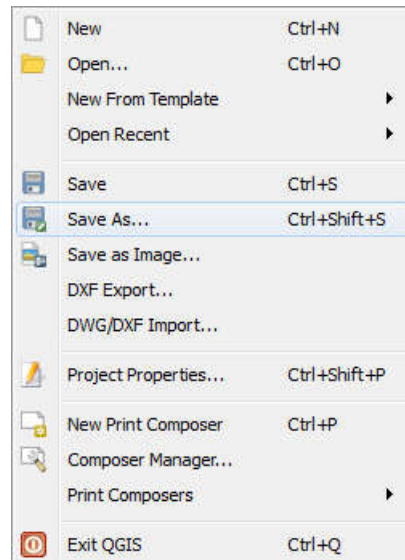 New Ctrl+N
Open... Ctrl+O
New From Template
Open Recent
Save Ctrl+S
Save As... Ctrl+Shift+S
Save as Image...
DXF Export...
DWG/DXF Import...
Project Properties... Ctrl+Shift+P
New Print Composer Ctrl+P
Composer Manager...
Print Composers
Exit QGIS Ctrl+Q